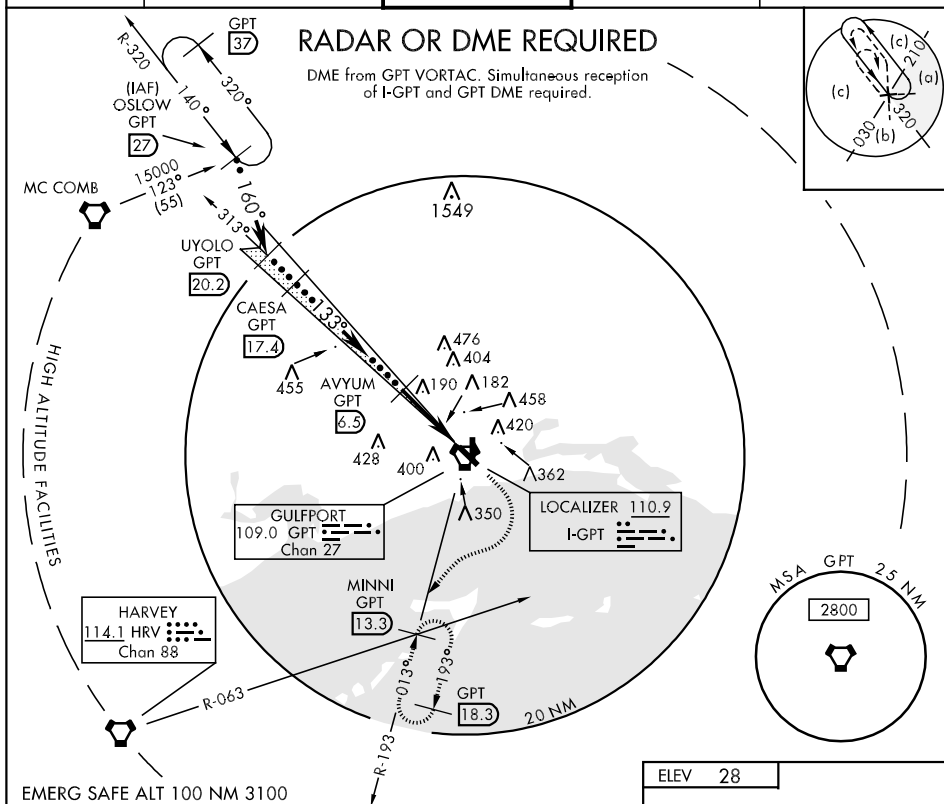 RADAR OR DME REQUIRED
DME from GPT VORTAC. Simultaneous reception
of I-GPT and GPT DME required.
GPT
37
R-320
140°
320°
(IAF)
OSLOW
GPT
27
(c)
210
(a)
(c)
320
(b)
030
MC COMB
15000
123°
(55)
313°
160°
1549
UYOLO
GPT
20.2
CAESA
GPT
17.4
133°
455
AVYUM
GPT
6.5
476
404
190
182
458
420
428
400
362
350
HIGH ALTITUDE FACILITIES
GULFPORT
109.0 GPT
Chan 27
LOCALIZER 110.9
I-GPT
MINNI
GPT
13.3
HARVEY
114.1 HRV
Chan 88
R-063
013°
193°
GPT
18.3
20 NM
R-193
MSA GPT 25 NM
2800
EMERG SAFE ALT 100 NM 3100
ELEV 28